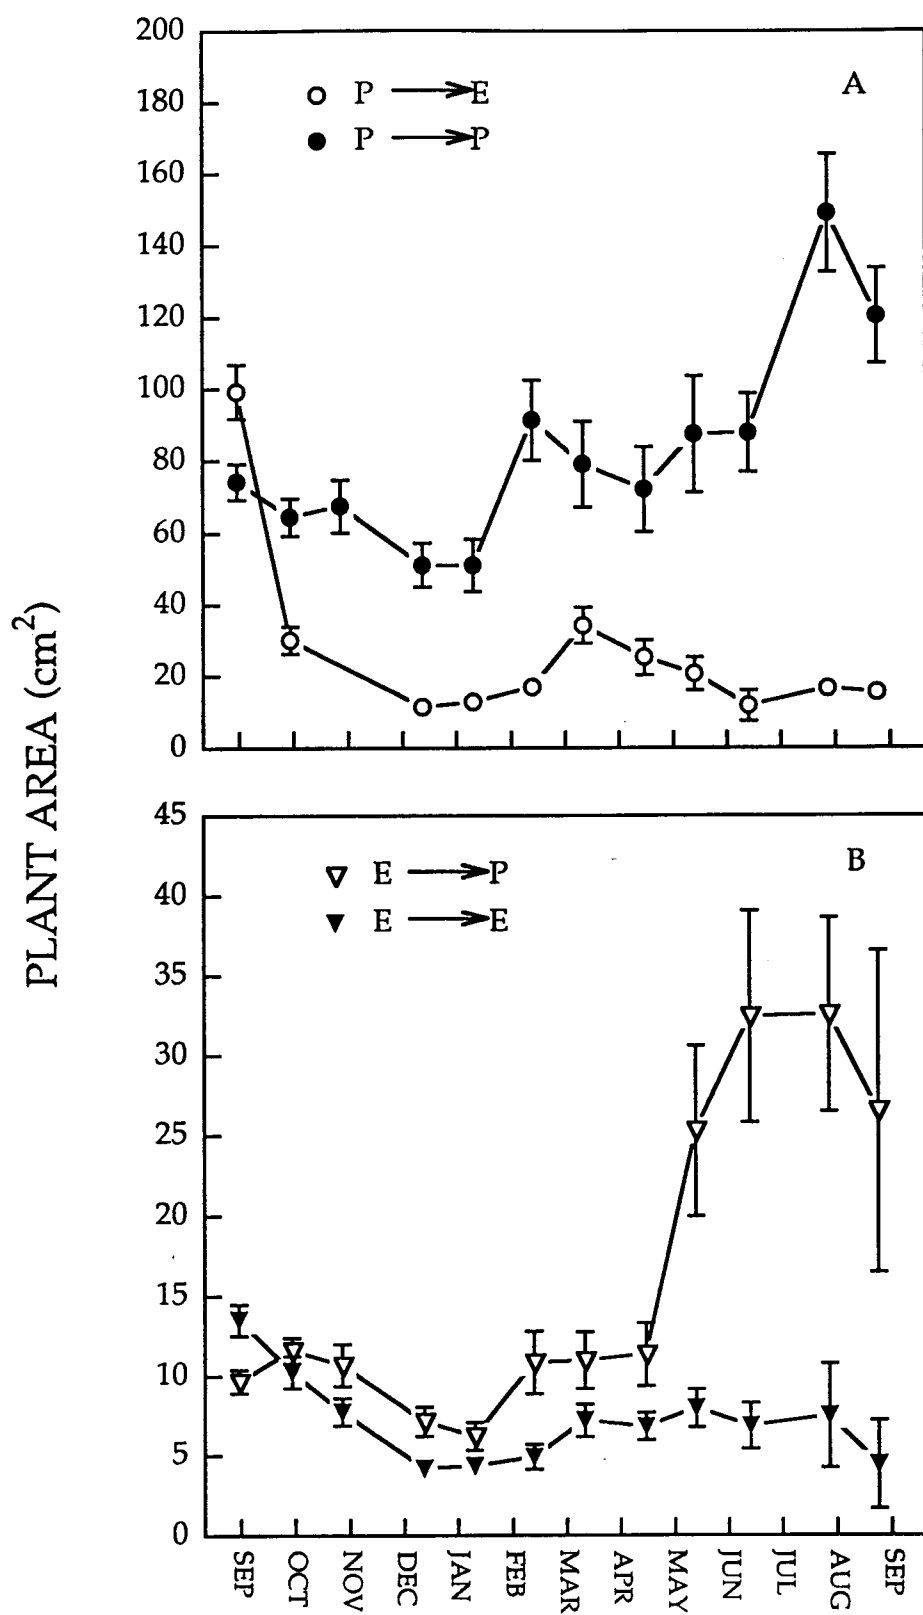 PLANT AREA (cm²)
200
180
160
140
120
100
80
60
40
20
0
P → E
P → P
A
45
40
35
30
25
20
15
10
5
0
E → P
E → E
B
SEP
OCT
NOV
DEC
JAN
FEB
MAR
APR
MAY
JUN
JUL
AUG
SEP